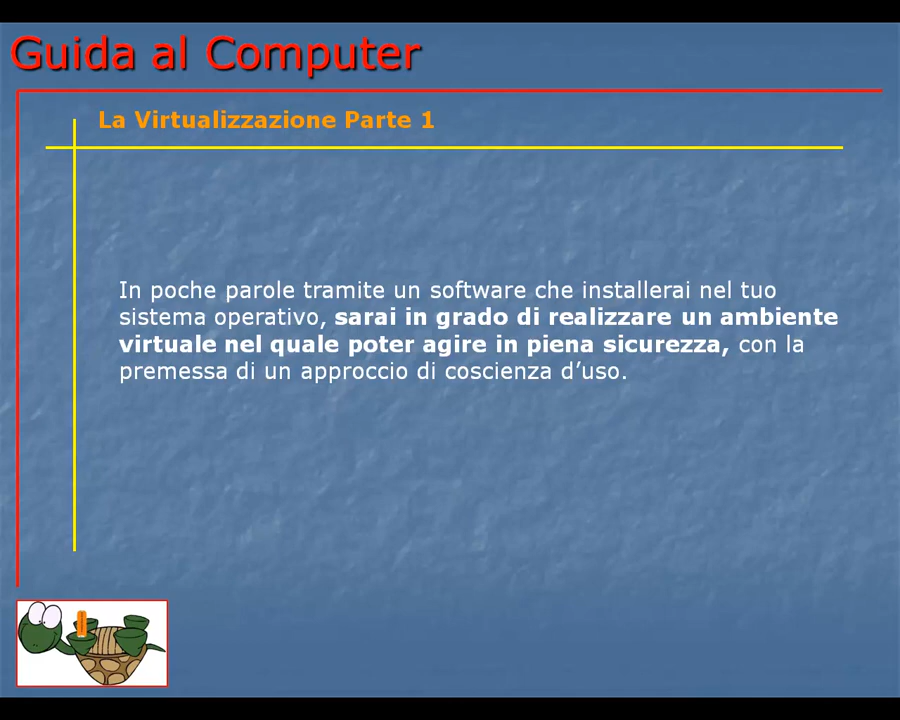 Guida al Computer
La Virtualizzazione Parte 1
In poche parole tramite un software che installerai nel tuo
sistema operativo, sarai in grado di realizzare un ambiente
virtuale nel quale poter agire in piena sicurezza, con la
premessa di un approccio di coscienza d’uso.